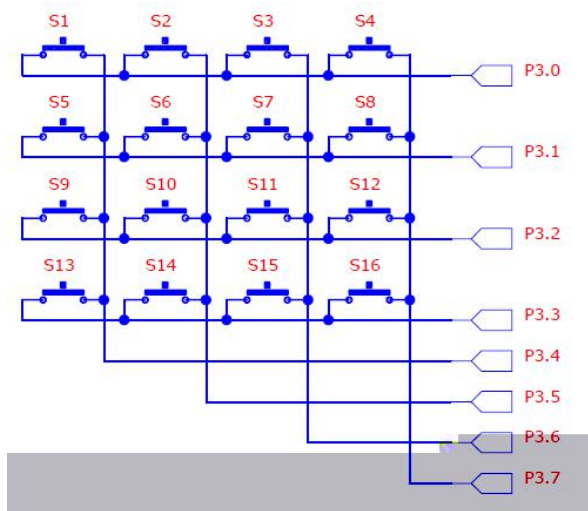 S1 S2 S3 S4
P3.0
S5 S6 S7 S8
P3.1
S9 S10 S11 S12
P3.2
S13 S14 S15 S16
P3.3
P3.4
P3.5
P3.6
P3.7